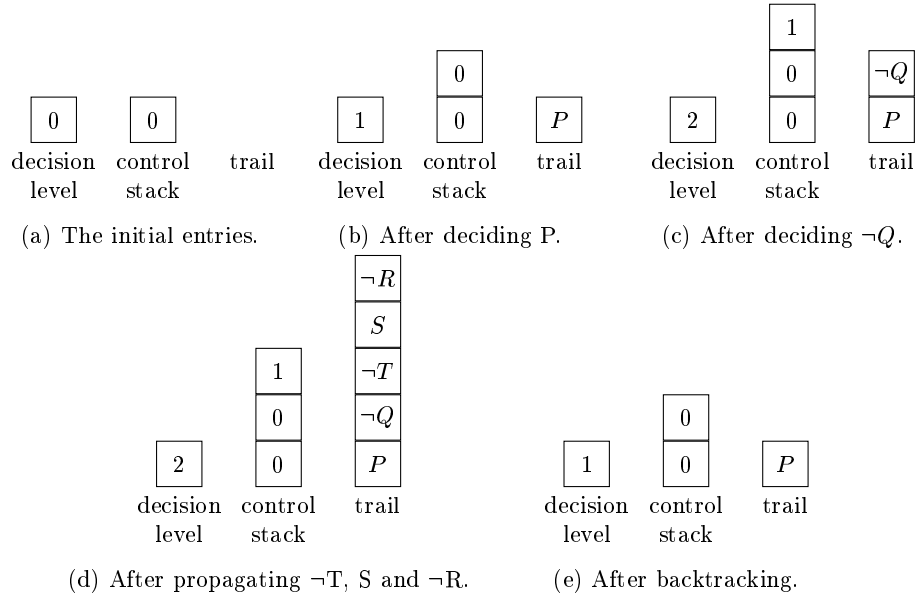 1
0 0 ¬Q
0 0 1 0 P 2 0 P
decision control trail decision control trail decision control trail
level stack level stack level stack
(a) The initial entries. (b) After deciding P. (c) After deciding ¬Q.
¬R
S
1 ¬T
0 ¬Q 0
2 0 P 1 0 P
decision control trail decision control trail
level stack level stack
(d) After propagating ¬T, S and ¬R. (e) After backtracking.